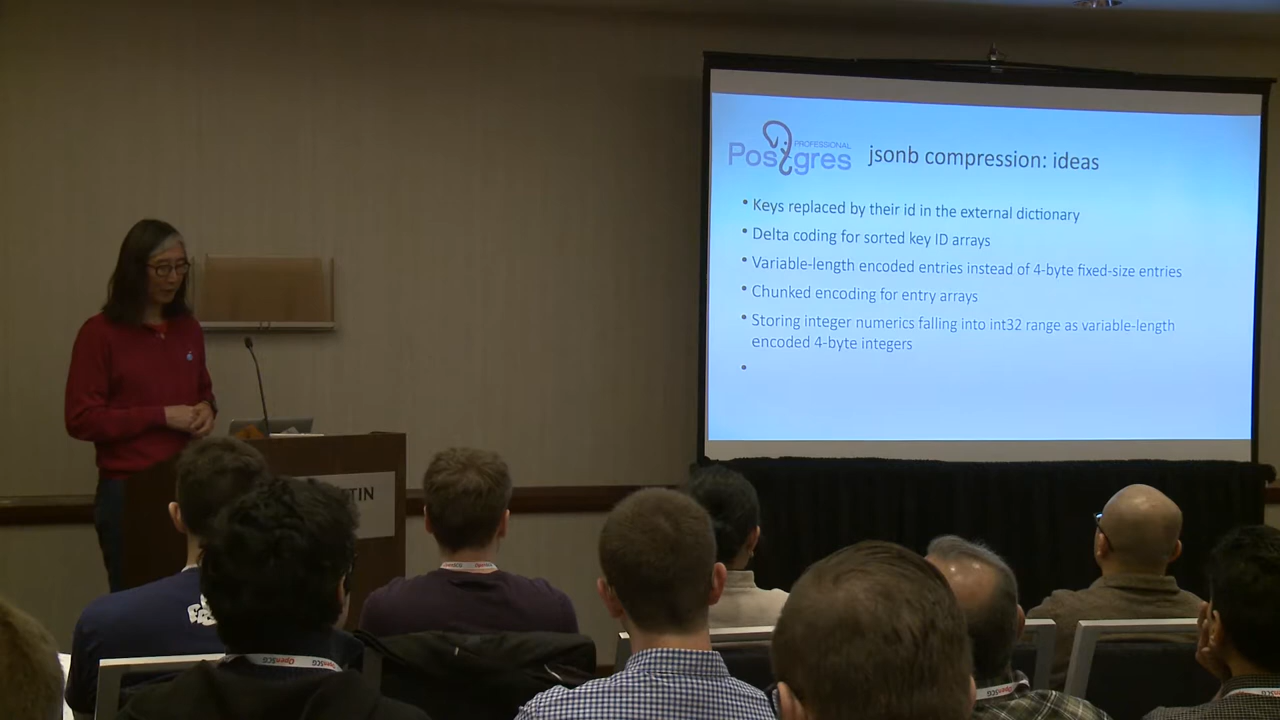 PROFESSIONAL
Postgres
jsonb compression: ideas
• Keys replaced by their id in the external dictionary
• Delta coding for sorted key ID arrays
• Variable-length encoded entries instead of 4-byte fixed-size entries
• Chunked encoding for entry arrays
• Storing integer numerics falling into int32 range as variable-length
encoded 4-byte integers
•
TIN
OpenSCG